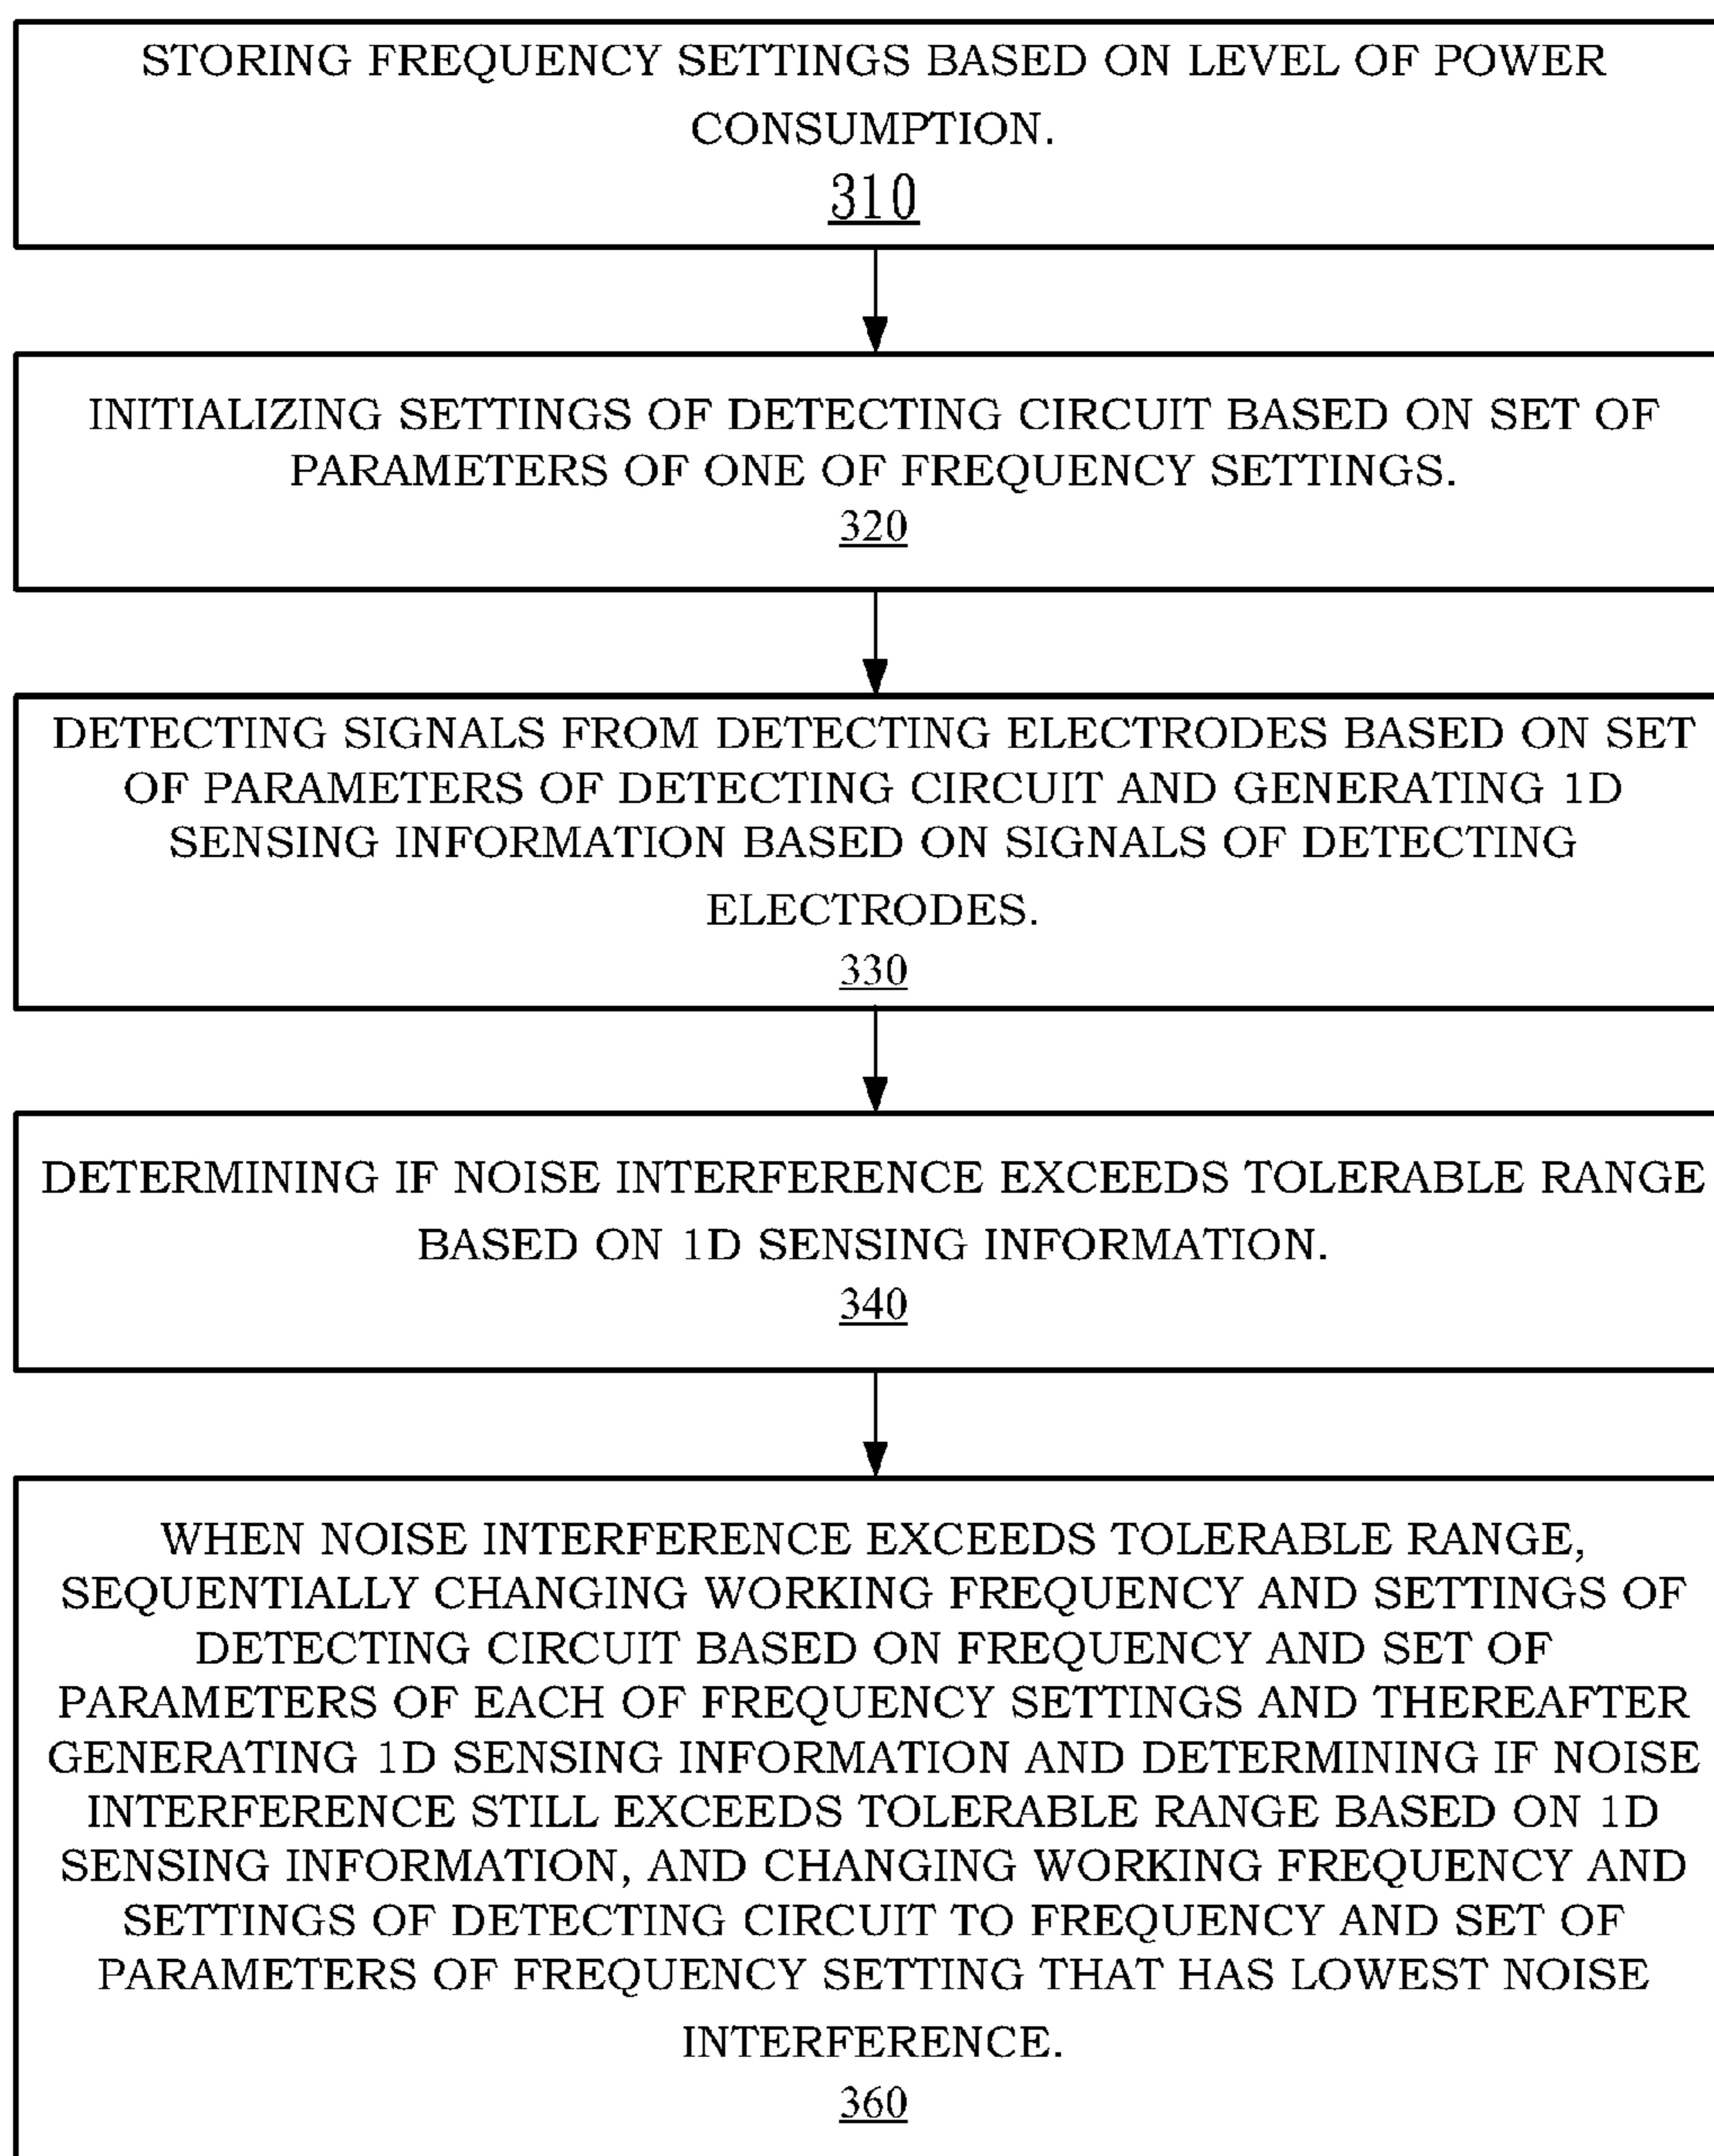 STORING FREQUENCY SETTINGS BASED ON LEVEL OF POWER
CONSUMPTION.
310
INITIALIZING SETTINGS OF DETECTING CIRCUIT BASED ON SET OF
PARAMETERS OF ONE OF FREQUENCY SETTINGS.
320
DETECTING SIGNALS FROM DETECTING ELECTRODES BASED ON SET
OF PARAMETERS OF DETECTING CIRCUIT AND GENERATING 1D
SENSING INFORMATION BASED ON SIGNALS OF DETECTING
ELECTRODES.
330
DETERMINING IF NOISE INTERFERENCE EXCEEDS TOLERABLE RANGE
BASED ON 1D SENSING INFORMATION.
340
WHEN NOISE INTERFERENCE EXCEEDS TOLERABLE RANGE,
SEQUENTIALLY CHANGING WORKING FREQUENCY AND SETTINGS OF
DETECTING CIRCUIT BASED ON FREQUENCY AND SET OF
PARAMETERS OF EACH OF FREQUENCY SETTINGS AND THEREAFTER
GENERATING 1D SENSING INFORMATION AND DETERMINING IF NOISE
INTERFERENCE STILL EXCEEDS TOLERABLE RANGE BASED ON 1D
SENSING INFORMATION, AND CHANGING WORKING FREQUENCY AND
SETTINGS OF DETECTING CIRCUIT TO FREQUENCY AND SET OF
PARAMETERS OF FREQUENCY SETTING THAT HAS LOWEST NOISE
INTERFERENCE.
360